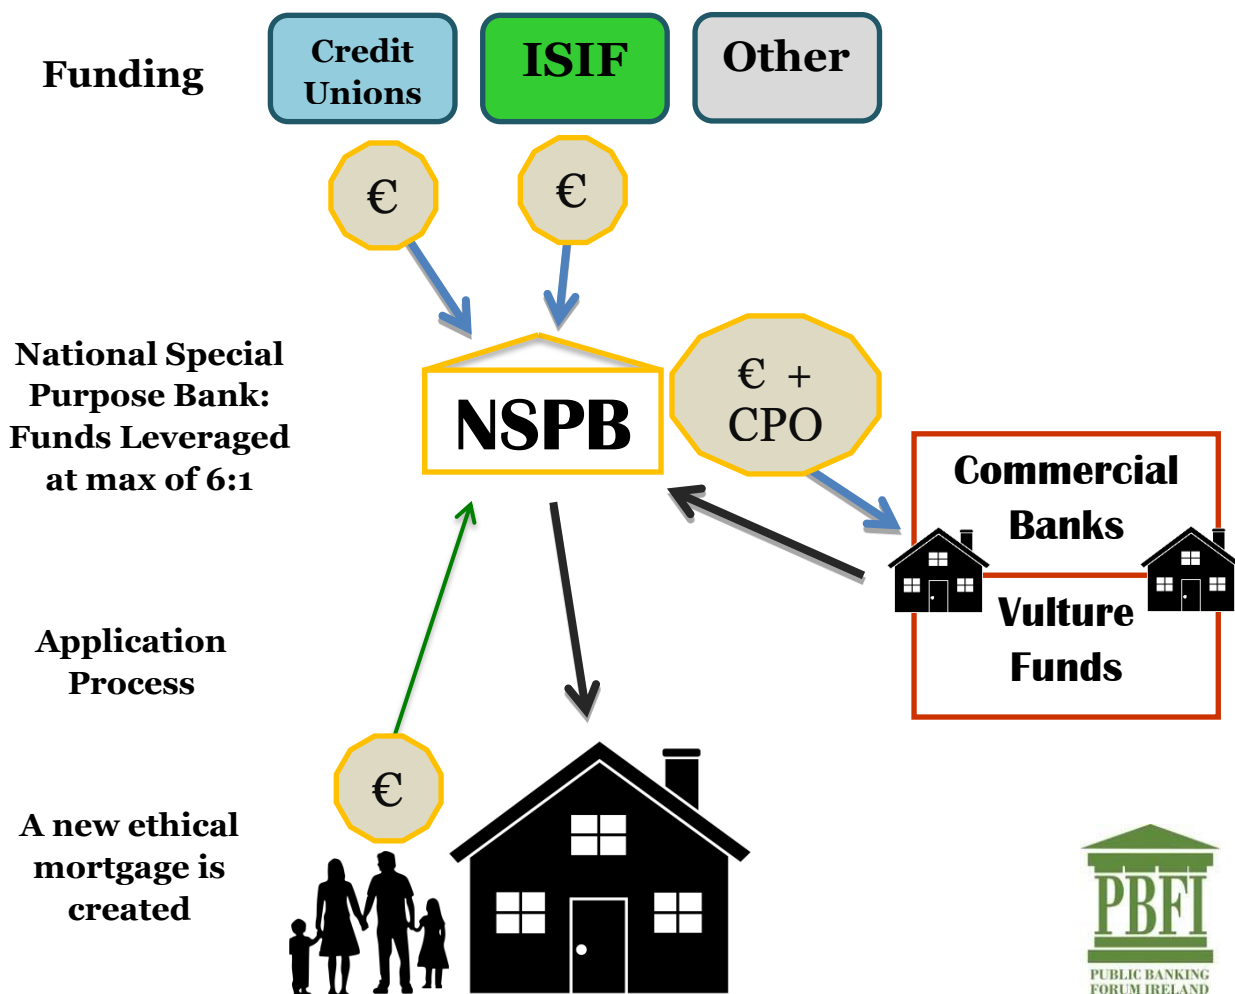 Funding
Credit
Unions
ISIF
Other
€
€
National Special
Purpose Bank:
Funds Leveraged
at max of 6:1
NSPB
€ +
CPO
Commercial
Banks
Vulture
Funds
Application
Process
€
A new ethical
mortgage is
created
PBFI
PUBLIC BANKING
FORUM IRELAND